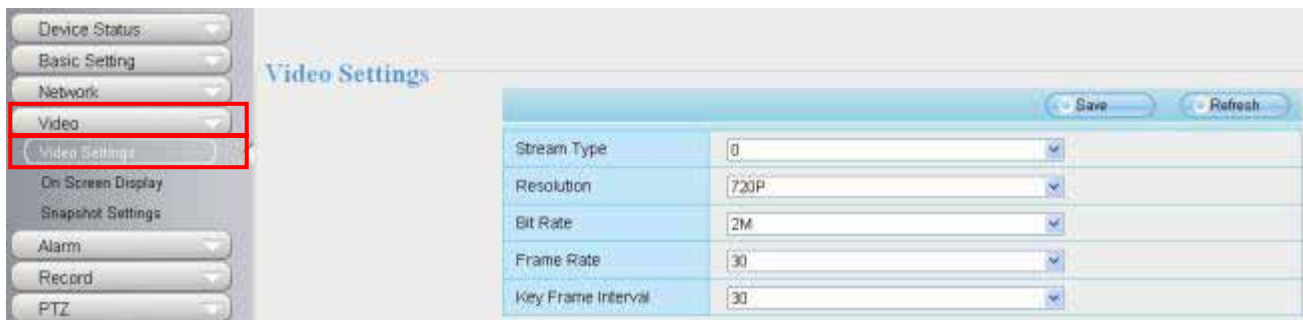 Device Status
Basic Setting
Network
Video
Video Settings
On Screen Display
Snapshot Settings
Alarm
Record
PTZ
Video Settings
Save Refresh
Stream Type 0
Resolution 720P
Bit Rate 2M
Frame Rate 30
Key Frame Interval 30